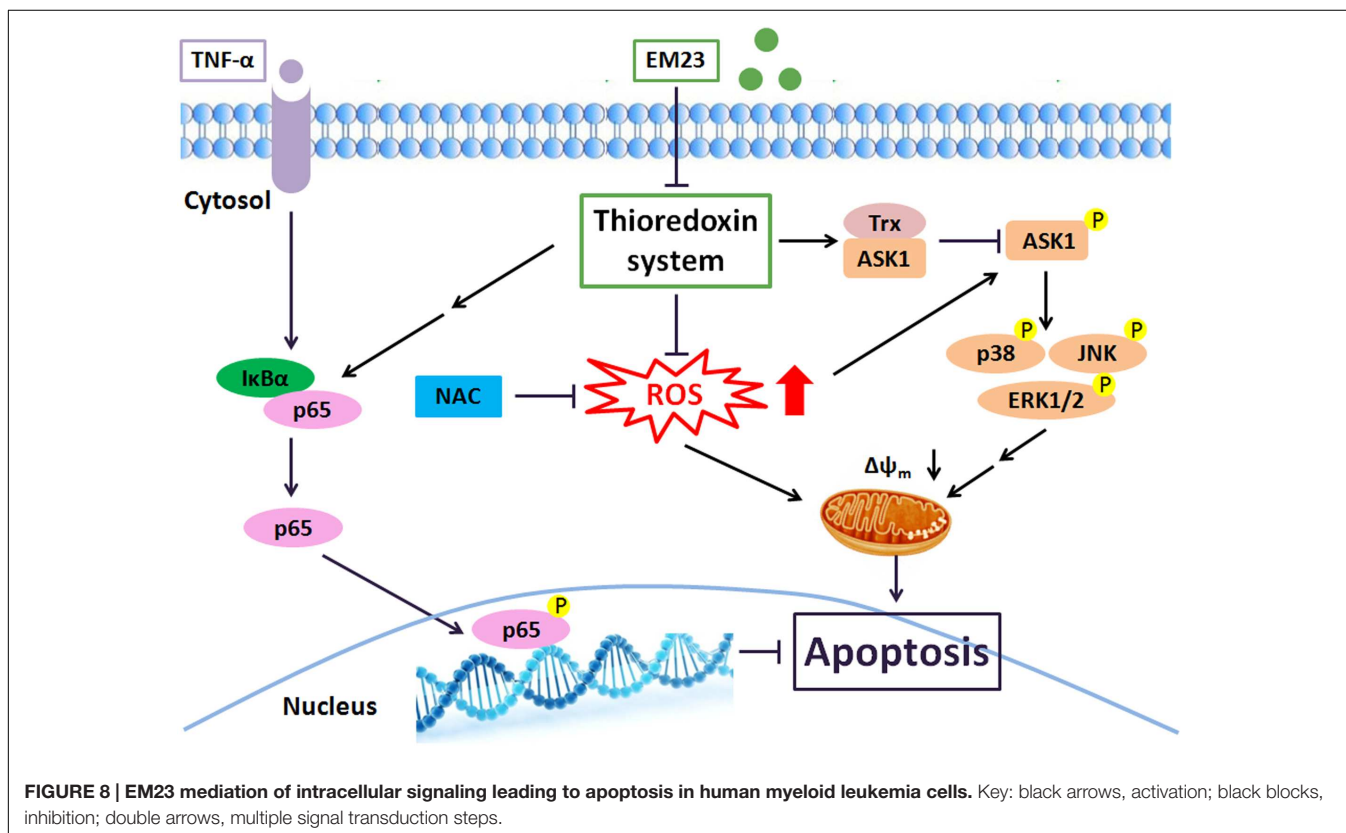 TNF-α
EM23
Cytosol
Thioredoxin
system
Trx
ASK1
P
ASK1
P
p38
P
JNK
P
ERK1/2
IκBα
p65
NAC
ROS
Δψm
p65
P
p65
Apoptosis
Nucleus
FIGURE 8 | EM23 mediation of intracellular signaling leading to apoptosis in human myeloid leukemia cells. Key: black arrows, activation; black blocks,
inhibition; double arrows, multiple signal transduction steps.